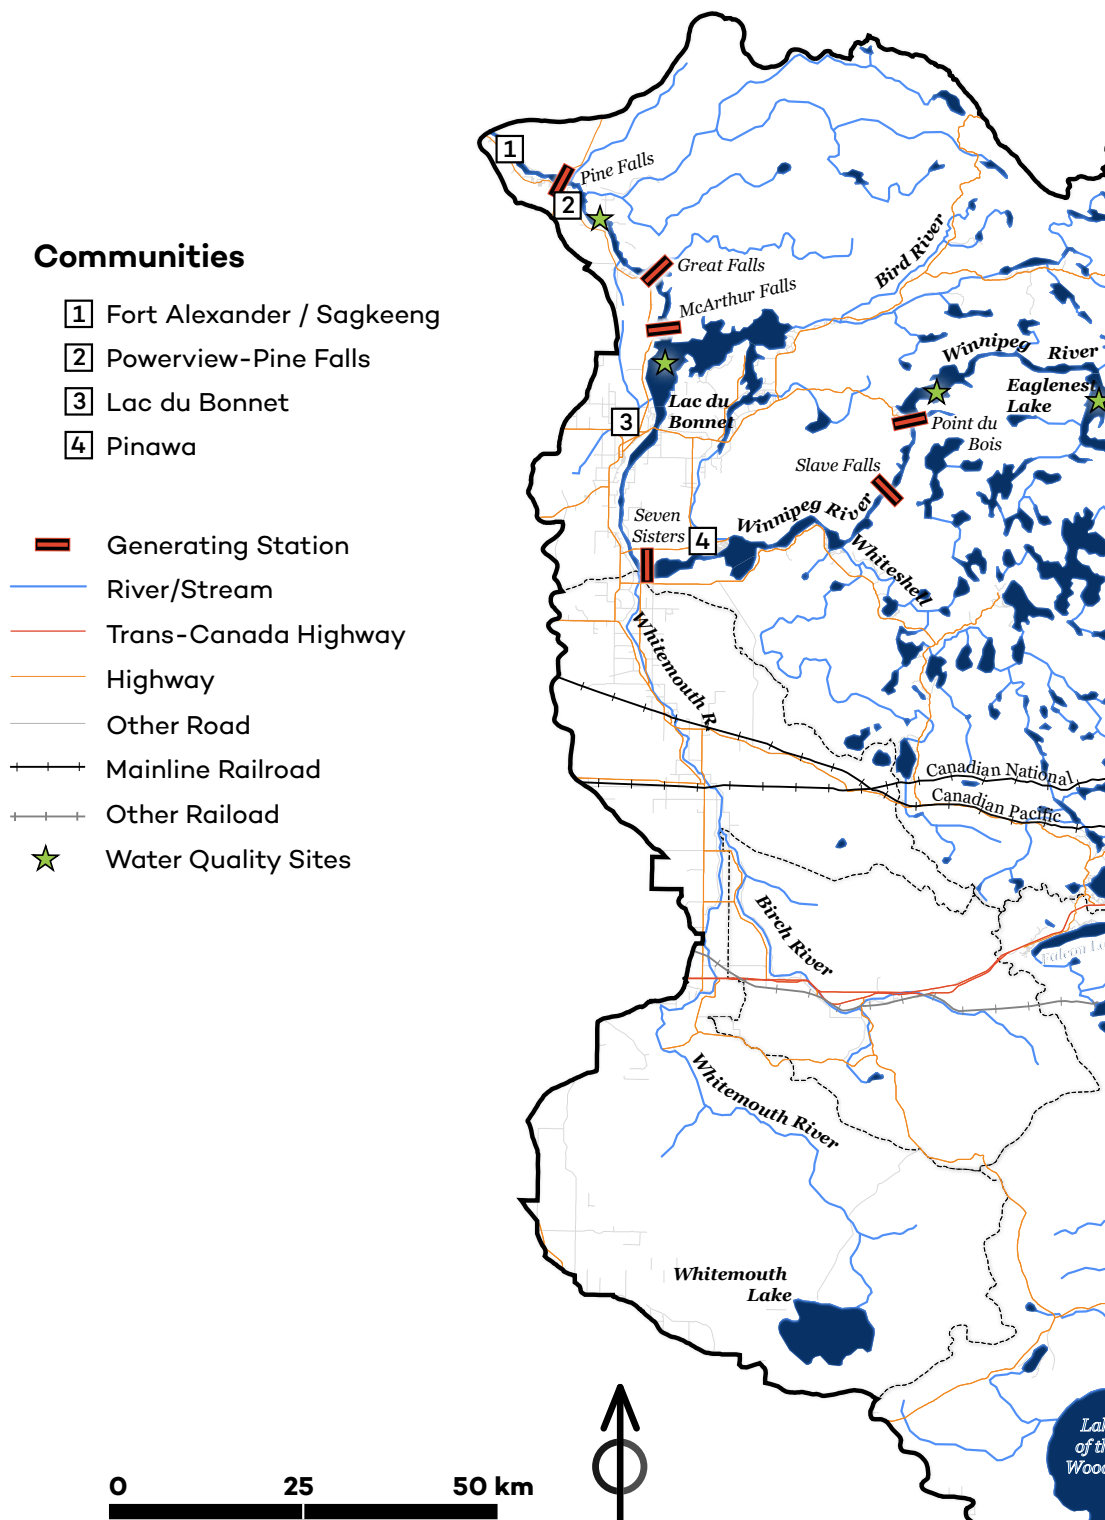 Communities
1 Fort Alexander / Sagkeeng
2 Powerview-Pine Falls
3 Lac du Bonnet
4 Pinawa
Generating Station
River/Stream
Trans-Canada Highway
Highway
Other Road
Mainline Railroad
Other Raiload
Water Quality Sites
0 25 50 km
1
Pine Falls
2
Bird River
Great Falls
McArthur Falls
Winnipeg River
Eaglenest
Lake
Lac du
Bonnet
3
Point du
Bois
Slave Falls
Seven
Sisters
4
Winnipeg River
Whiteshell
Whitemouth R.
Canadian National
Canadian Pacific
Birch River
Falcon
Whitemouth River
Whitemouth
Lake
of